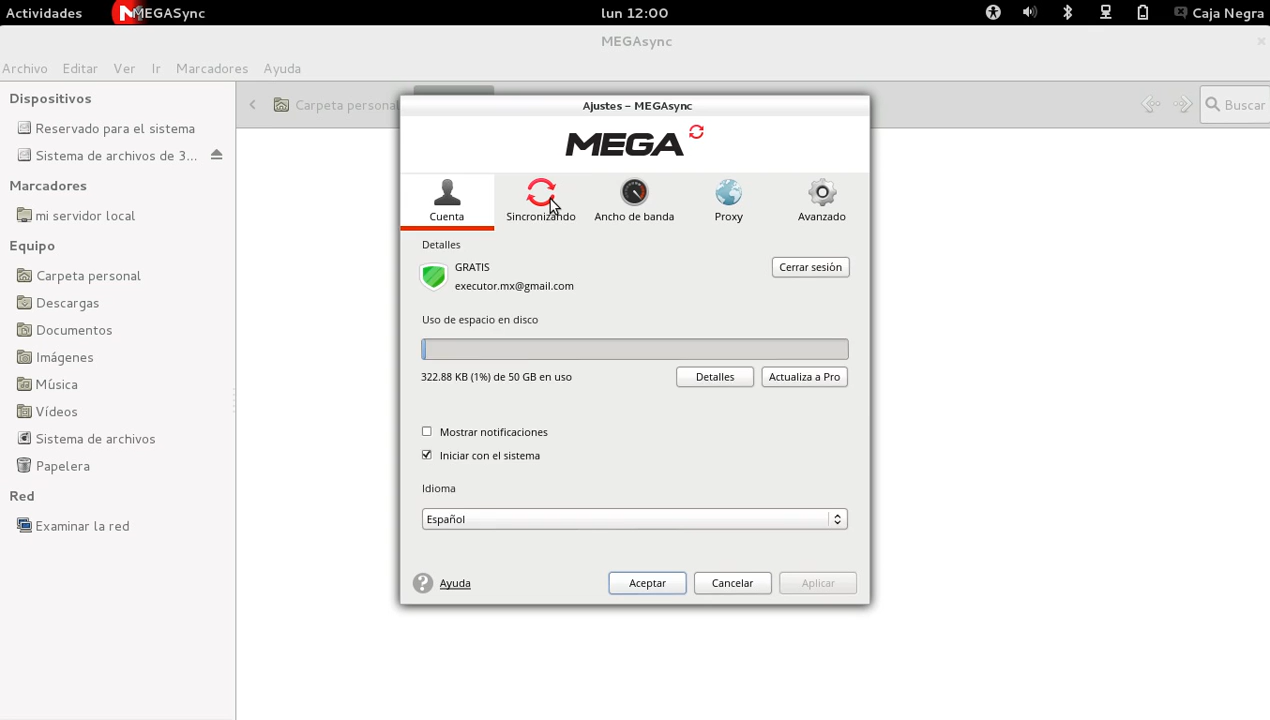 Actividades
MEGASync
lun 12:00
Caja Negra
MEGAsync
Archivo Editar Ver Ir Marcadores Ayuda
Dispositivos
Reservado para el sistema
Sistema de archivos de 3...
Marcadores
mi servidor local
Equipo
Carpeta personal
Descargas
Documentos
Imágenes
Música
Vídeos
Sistema de archivos
Papelera
Red
Examinar la red
Carpeta personal
Buscar
Ajustes – MEGAsync
MEGA
Cuenta
Sincronizando
Ancho de banda
Proxy
Avanzado
Detalles
GRATIS
executor.mx@gmail.com
Cerrar sesión
Uso de espacio en disco
322.88 KB (1%) de 50 GB en uso
Detalles
Actualiza a Pro
Mostrar notificaciones
Iniciar con el sistema
Idioma
Español
Ayuda
Aceptar
Cancelar
Aplicar